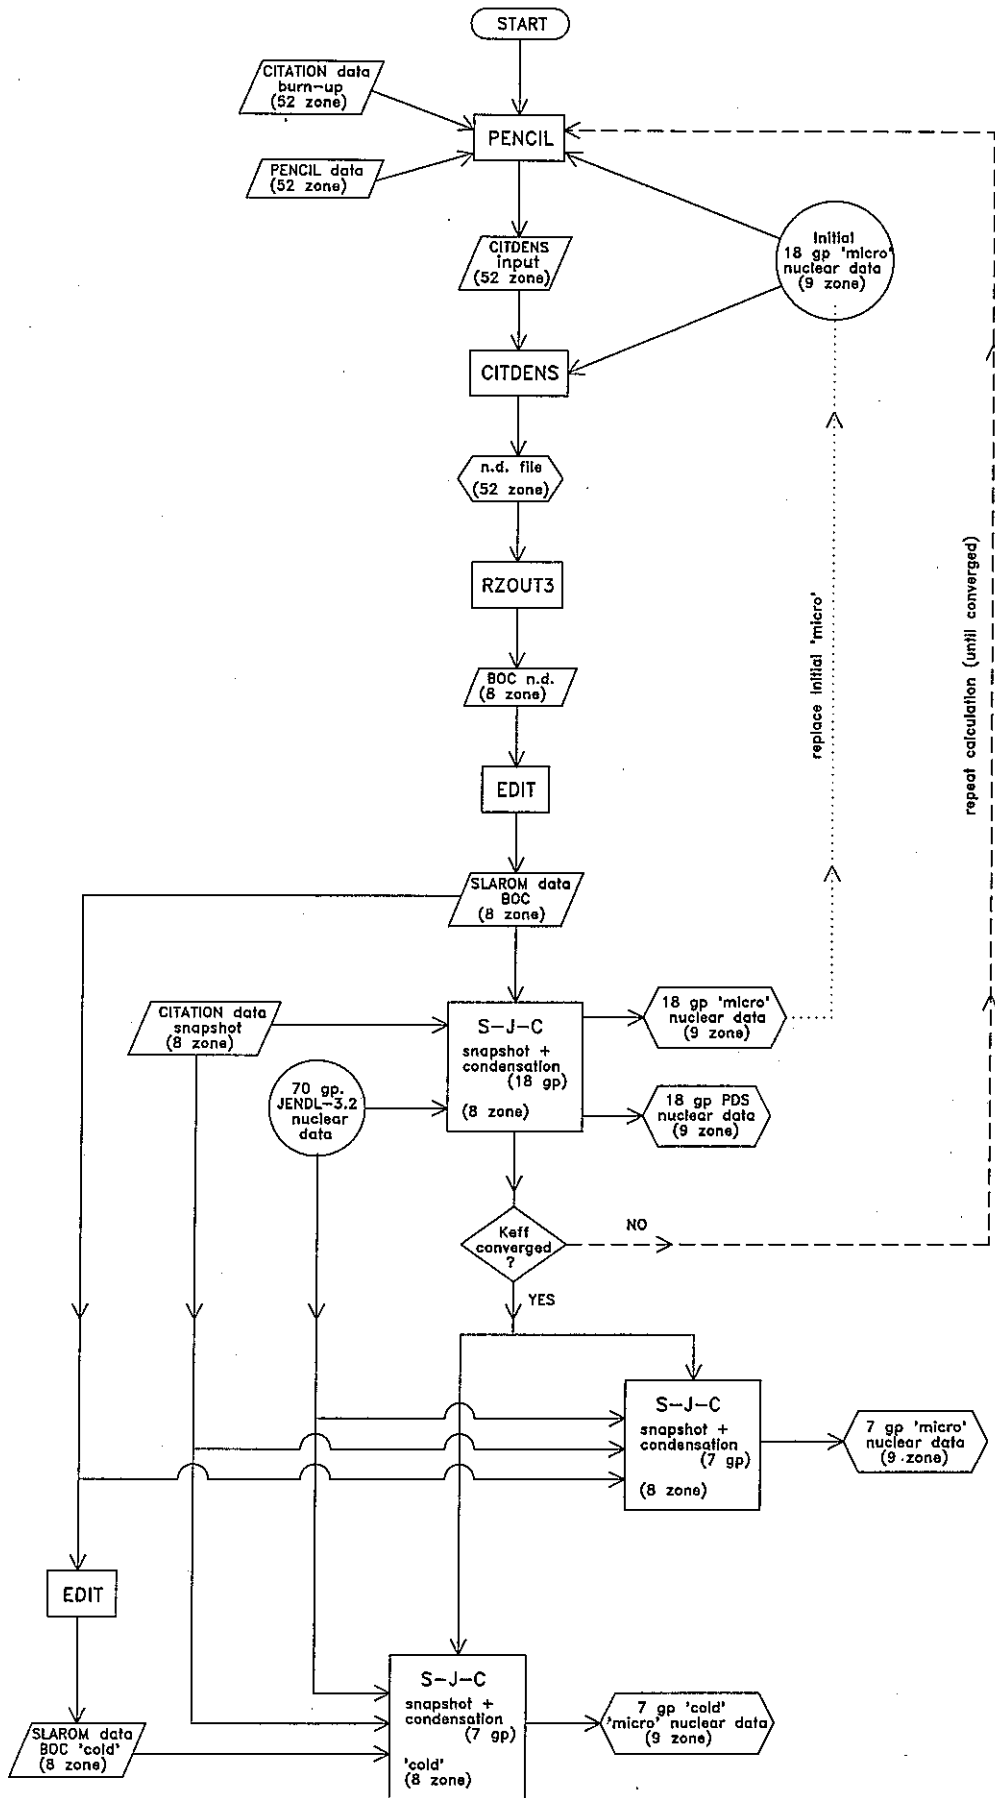 START
CITATION data
burn-up
(52 zone)
PENCIL
PENCIL data
(52 zone)
Initial
18 gp 'micro'
nuclear data
(9 zone)
CITDENS
input
(52 zone)
CITDENS
n.d. file
(52 zone)
RZOUT3
replace initial 'micro'
repeat calculation (until converged)
BOC n.d.
(8 zone)
EDIT
SLAROM data
BOC
(8 zone)
CITATION data
snapshot
(8 zone)
S-J-C
snapshot +
condensation
(18 gp)
(8 zone)
18 gp 'micro'
nuclear data
(9 zone)
70 gp.
JENDL-3.2
nuclear
data
18 gp PDS
nuclear data
(9 zone)
Keff
converged
?
NO
YES
S-J-C
snapshot +
condensation
(7 gp)
(8 zone)
7 gp 'micro'
nuclear data
(9 zone)
EDIT
S-J-C
snapshot +
condensation
(7 gp)
'cold'
(8 zone)
7 gp 'cold'
'micro' nuclear data
(9 zone)
SLAROM data
BOC 'cold'
(8 zone)